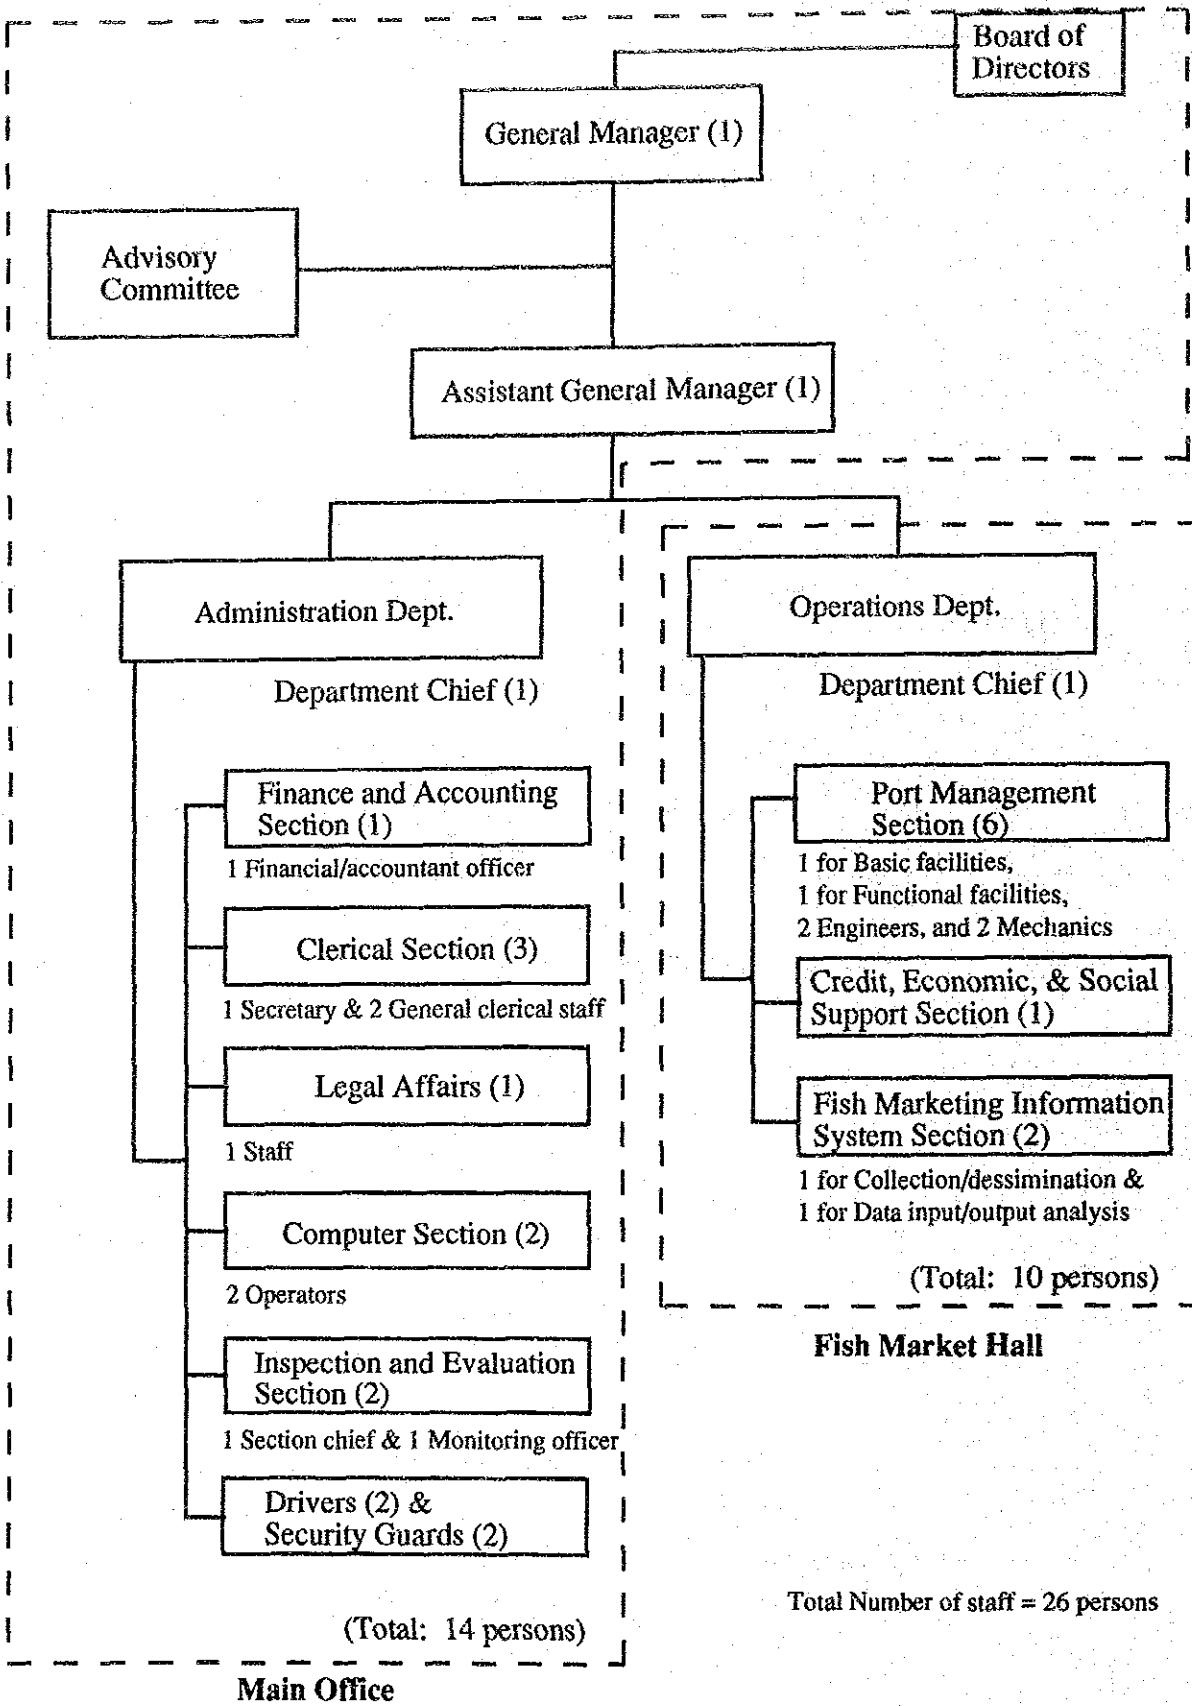 Board of
Directors
General Manager (1)
Advisory
Committee
Assistant General Manager (1)
Administration Dept.
Department Chief (1)
Finance and Accounting
Section (1)
1 Financial/accountant officer
Clerical Section (3)
1 Secretary & 2 General clerical staff
Legal Affairs (1)
1 Staff
Computer Section (2)
2 Operators
Inspection and Evaluation
Section (2)
1 Section chief & 1 Monitoring officer
Drivers (2) &
Security Guards (2)
(Total: 14 persons)
Main Office
Operations Dept.
Department Chief (1)
Port Management
Section (6)
1 for Basic facilities,
1 for Functional facilities,
2 Engineers, and 2 Mechanics
Credit, Economic, & Social
Support Section (1)
Fish Marketing Information
System Section (2)
1 for Collection/dessimination &
1 for Data input/output analysis
(Total: 10 persons)
Fish Market Hall
Total Number of staff = 26 persons